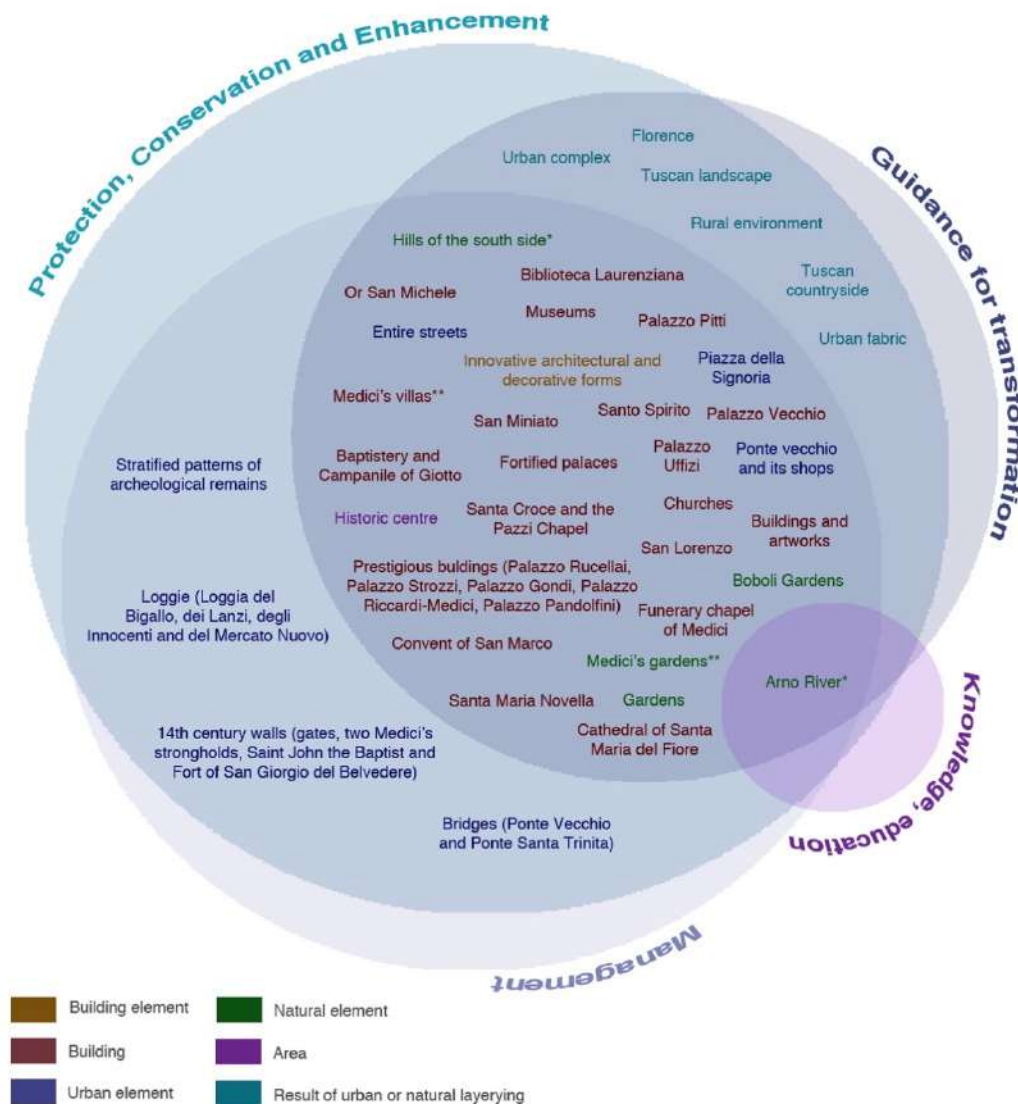 Protection, Conservation and Enhancement
Guidance for transformation
Florence
Urban complex
Tuscan landscape
Rural environment
Hills of the south side*
Tuscan
countryside
Biblioteca Laurenziana
Or San Michele
Museums
Palazzo Pitti
Entire streets
Urban fabric
Innovative architectural and
decorative forms
Piazza della
Signoria
Medici's villas**
San Miniato
Santo Spirito
Palazzo Vecchio
Stratified patterns of
archeological remains
Baptistery and
Campanile of Giotto
Fortified palaces
Palazzo
Uffizi
Ponte vecchio
and its shops
Historic centre
Santa Croce and the
Pazzi Chapel
Churches
Buildings and
artworks
San Lorenzo
Prestigious buldings (Palazzo Rucellai,
Palazzo Strozzi, Palazzo Gondi, Palazzo
Riccardi-Medici, Palazzo Pandolfini)
Boboli Gardens
Loggie (Loggia del
Bigallo, dei Lanzi, degli
Innocenti and del Mercato Nuovo)
Funerary chapel
of Medici
Convent of San Marco
Medici's gardens**
Arno River*
Santa Maria Novella
Gardens
Cathedral of Santa
Maria del Fiore
14th century walls (gates, two Medici's
strongholds, Saint John the Baptist and
Fort of San Giorgio del Belvedere)
Bridges (Ponte Vecchio
and Ponte Santa Trinita)
Knowledge, education
Management
Building element
Natural element
Building
Area
Urban element
Result of urban or natural layerying